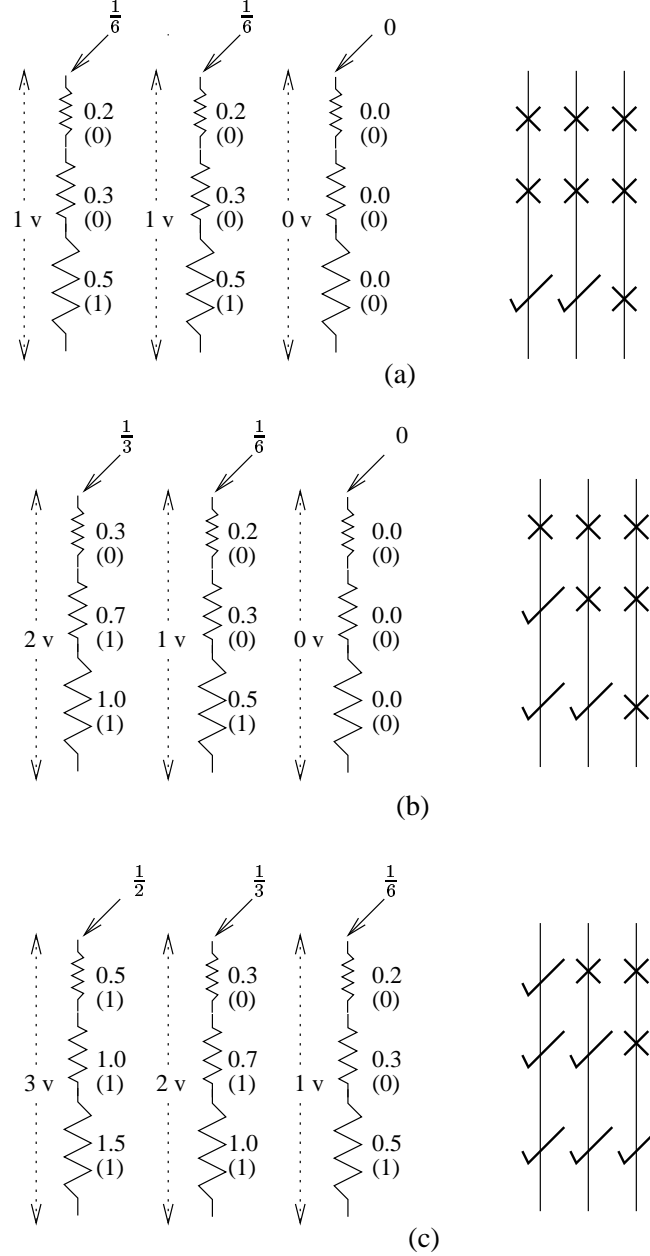 1/6 1/6 0
0.2 0.2 0.0
(0) (0) (0)
0.3 0.3 0.0
1 v (0) 1 v (0) 0 v (0)
0.5 0.5 0.0
(1) (1) (0)
(a)
1/3 1/6 0
0.3 0.2 0.0
(0) (0) (0)
0.7 0.3 0.0
2 v (1) 1 v (0) 0 v (0)
1.0 0.5 0.0
(1) (1) (0)
(b)
1/2 1/3 1/6
0.5 0.3 0.2
(1) (0) (0)
1.0 0.7 0.3
3 v (1) 2 v (1) 1 v (0)
1.5 1.0 0.5
(1) (1) (1)
(c)